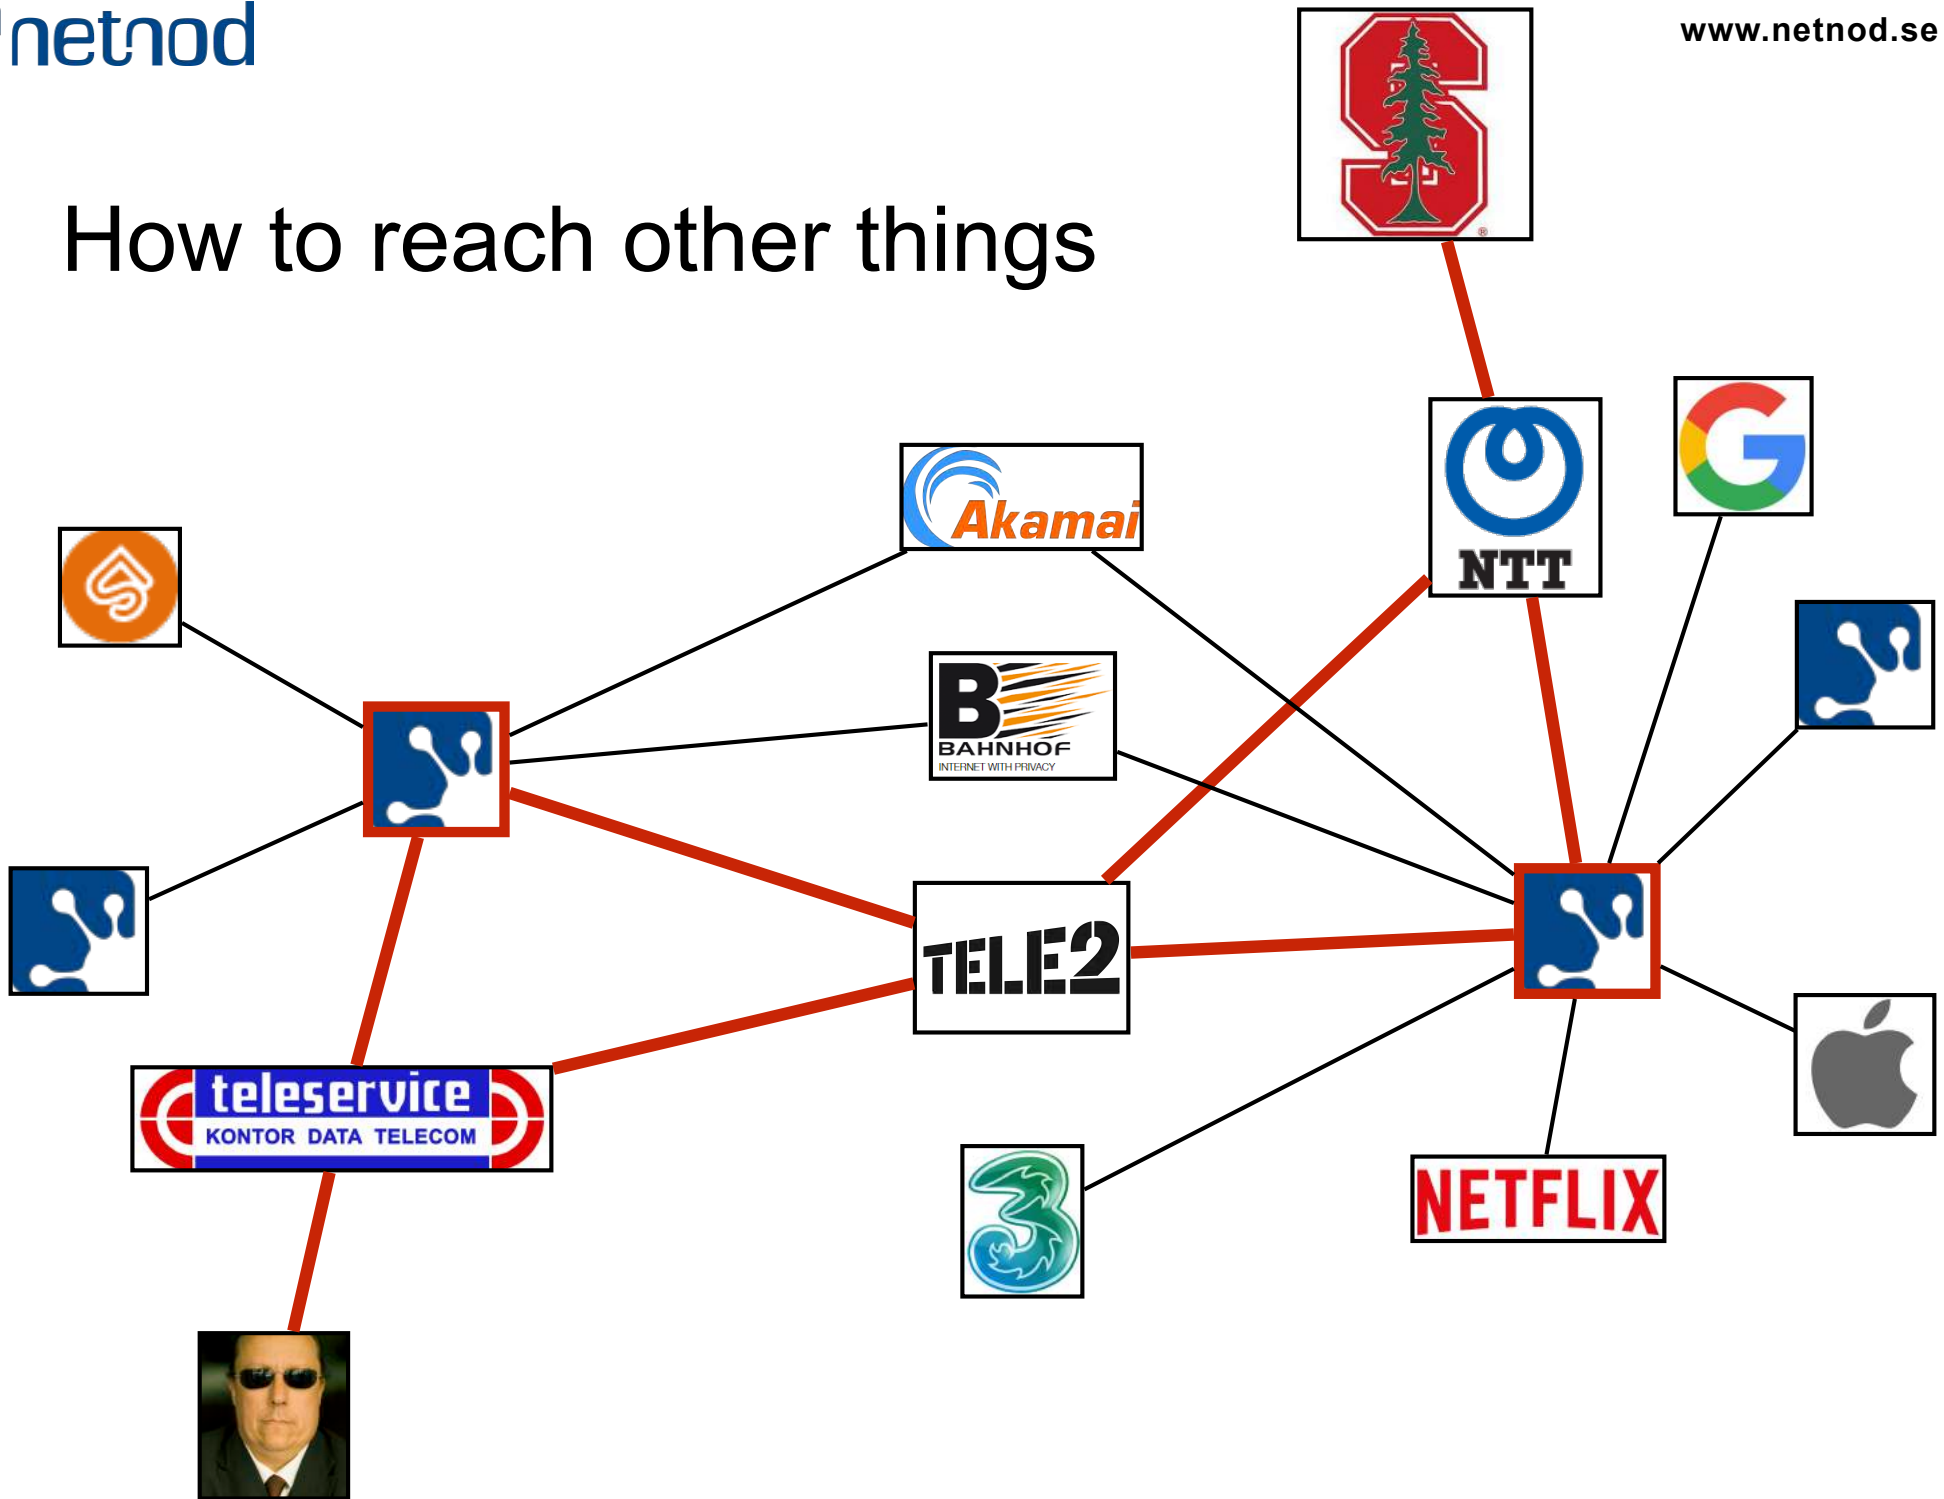 netnod
www.netnod.se
How to reach other things
Akamai
NTT
B
BAHNHOF
INTERNET WITH PRIVACY
TELE2
teleservice
KONTOR DATA TELECOM
3
NETFLIX
S
®
G